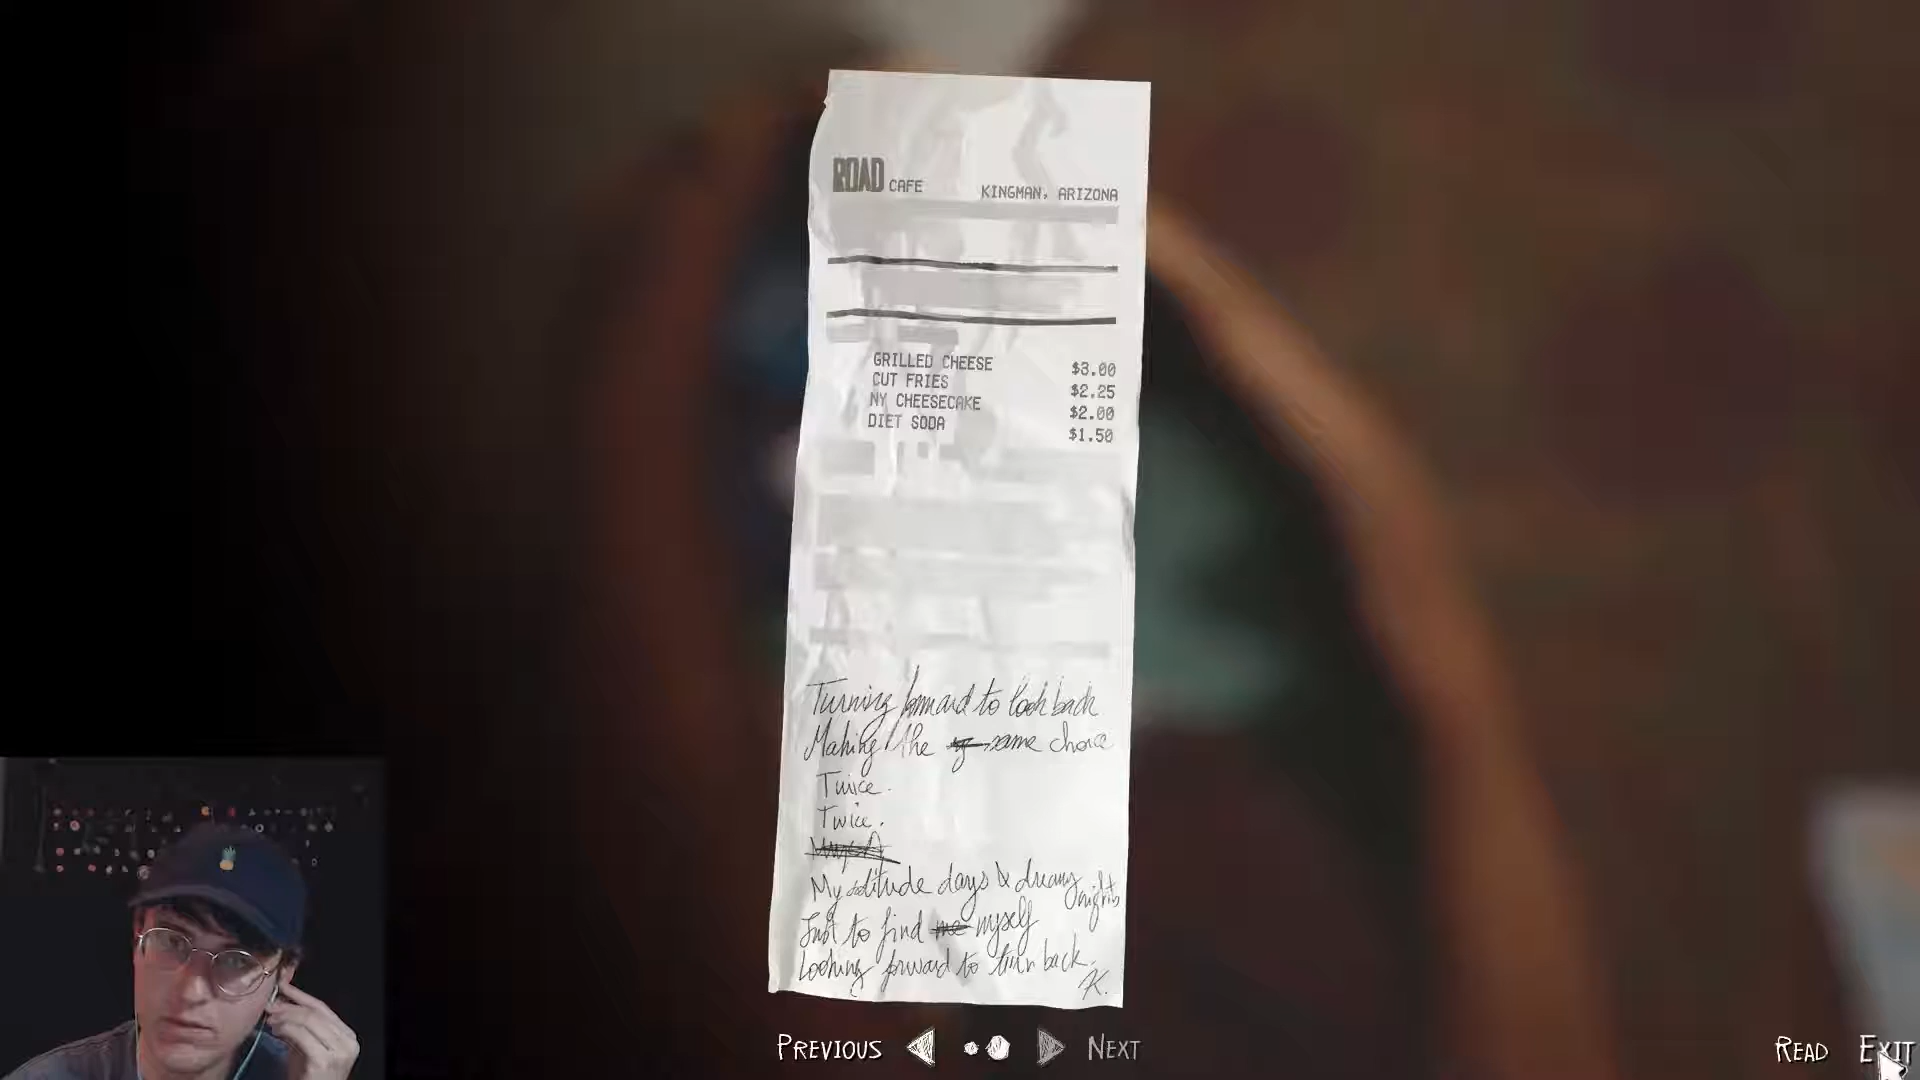 ROAD CAFE KINGMAN, ARIZONA
GRILLED CHEESE $3.00
CUT FRIES $2.25
NY CHEESECAKE $2.00
DIET SODA $1.50
Turning forward to look back
Making the same choice
Twice.
Twice.
My solitude days & dreamy nights
Just to find me myself
Looking forward to turn back.
K.
PREVIOUS NEXT
READ EXIT